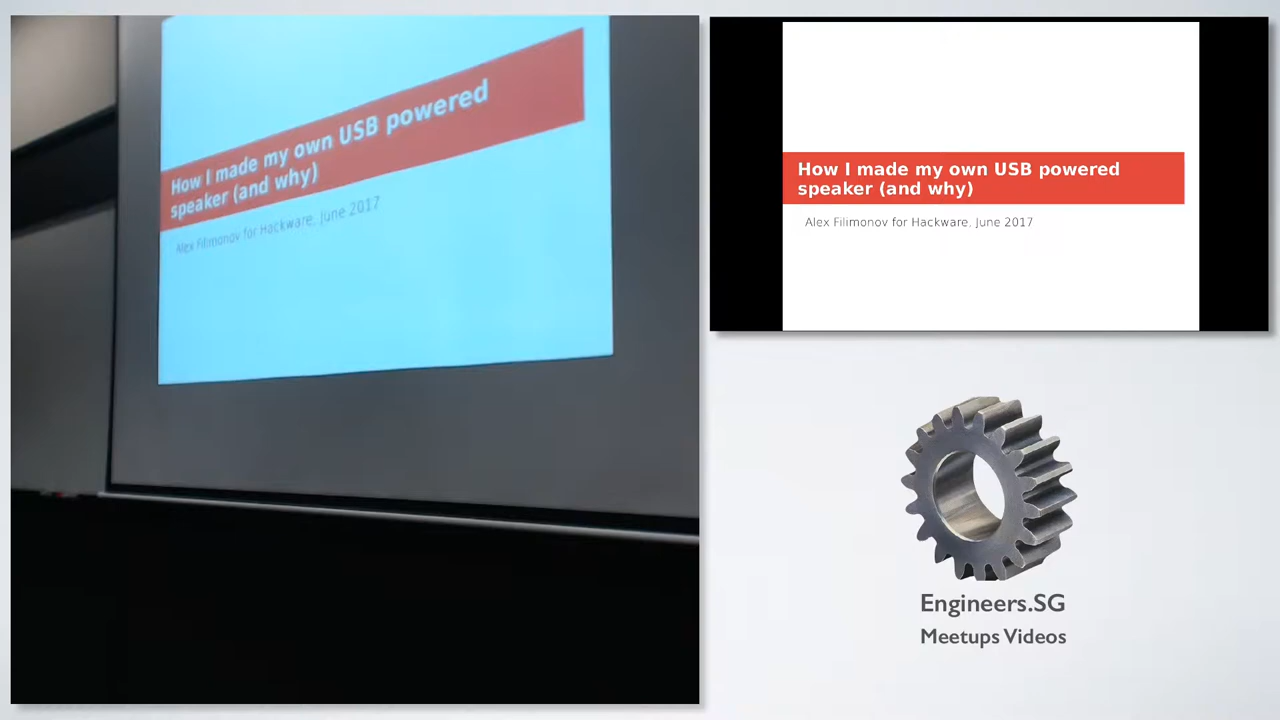 How I made my own USB powered
speaker (and why)
Alex Filimonov for Hackware, June 2017
How I made my own USB powered
speaker (and why)
Alex Filimonov for Hackware, June 2017
Engineers.SG
Meetups Videos